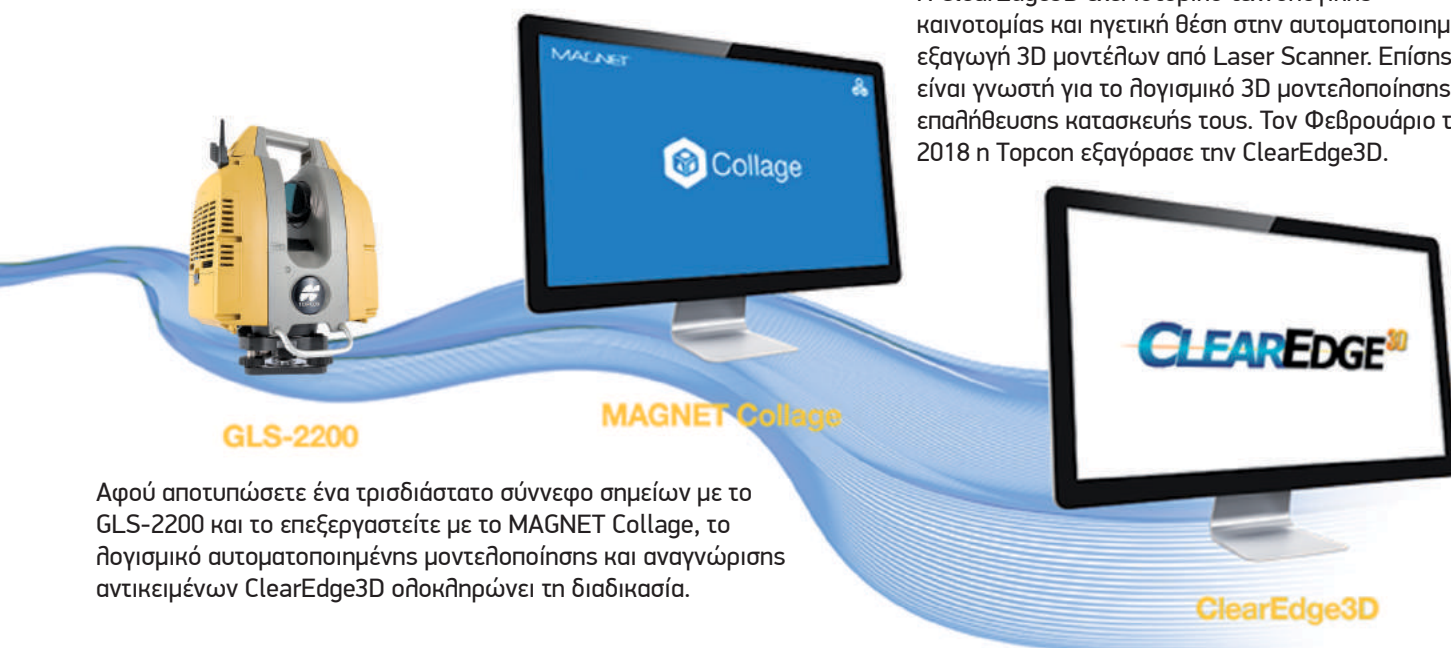 καινοτομίας και ηγετική θέση στην αυτοματοποιημ
εξαγωγή 3D μοντέλων από Laser Scanner. Επίσης
είναι γνωστή για το λογισμικό 3D μοντελοποίησης
επαλήθευσης κατασκευής τους. Τον Φεβρουάριο τ
2018 η Topcon εξαγόρασε την ClearEdge3D.
MAGNET
Collage
CLEAREDGE3D
GLS-2200
MAGNET Collage
ClearEdge3D
Αφού αποτυπώσετε ένα τρισδιάστατο σύννεφο σημείων με το
GLS-2200 και το επεξεργαστείτε με το MAGNET Collage, το
λογισμικό αυτοματοποιημένης μοντελοποίησης και αναγνώρισης
αντικειμένων ClearEdge3D ολοκληρώνει τη διαδικασία.